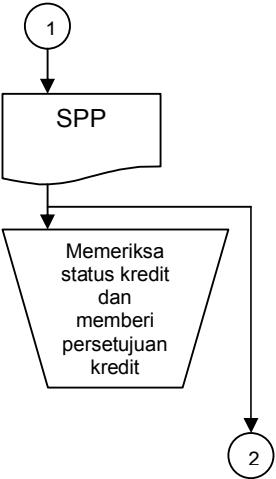 1
SPP
Memeriksa
status kredit
dan
memberi
persetujuan
kredit
2